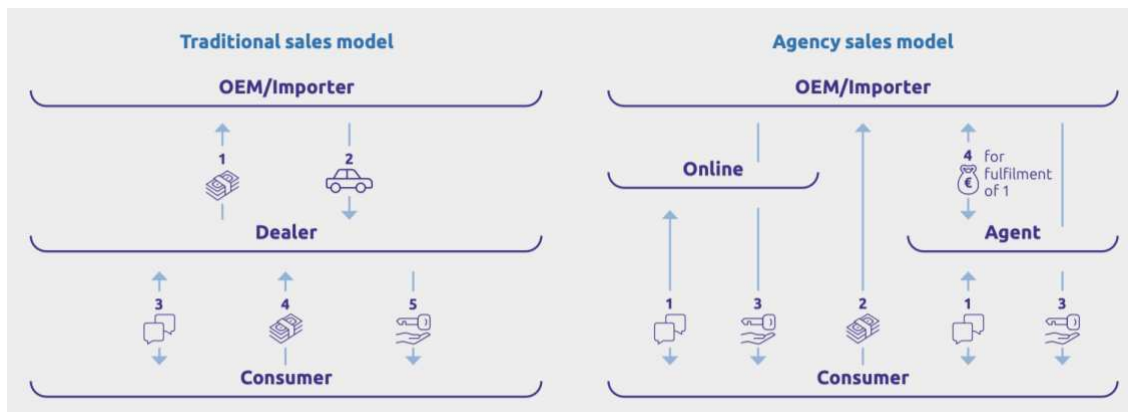 Traditional sales model
OEM/Importer
1
2
Dealer
3
4
5
Consumer
Agency sales model
OEM/Importer
Online
4 for
fulfilment
of 1
€
Agent
1
3
2
1
3
Consumer